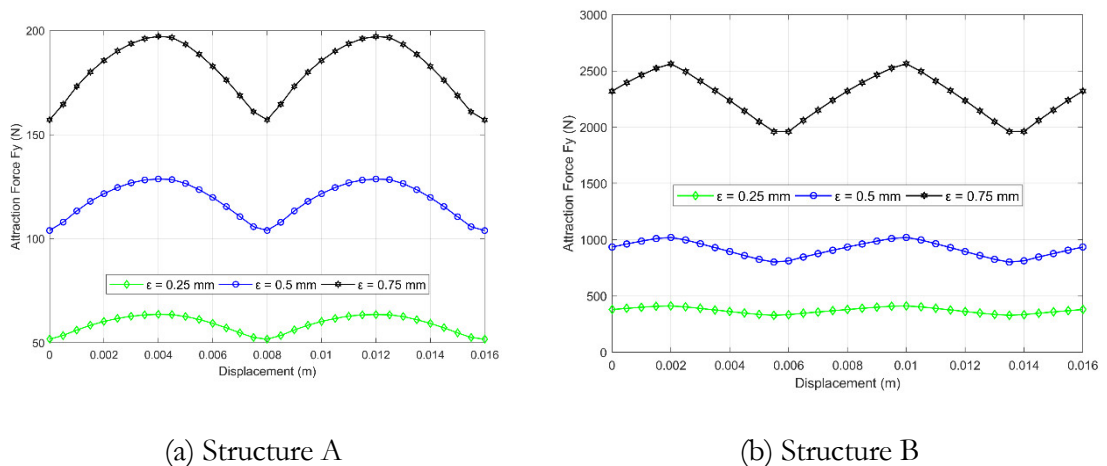 200
150
100
50
Attraction Force Fy (N)
ε = 0.25 mm ε = 0.5 mm ε = 0.75 mm
0 0.002 0.004 0.006 0.008 0.01 0.012 0.014 0.016
Displacement (m)
(a) Structure A
3000
2500
2000
1500
1000
500
0
Attraction Force Fy (N)
ε = 0.25 mm ε = 0.5 mm ε = 0.75 mm
0 0.002 0.004 0.006 0.008 0.01 0.012 0.014 0.016
Displacement (m)
(b) Structure B